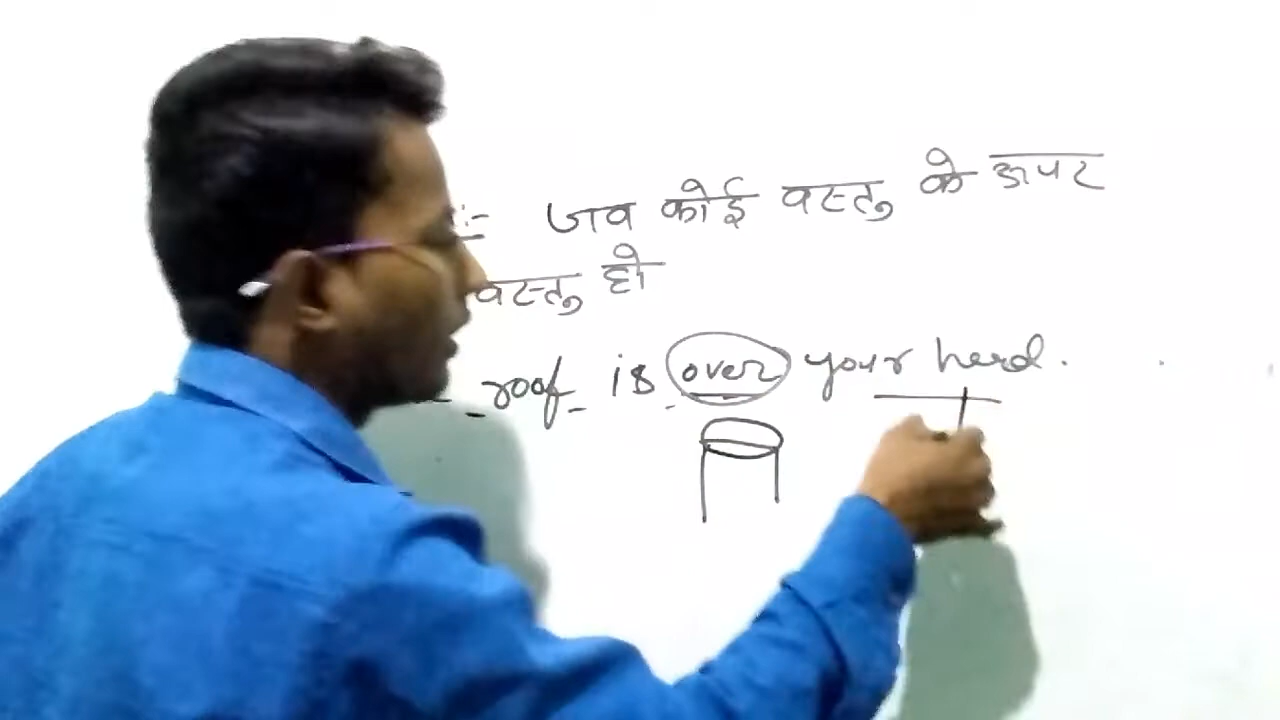 :- जब कोई वस्तु के ऊपर
वस्तु हो
roof is over your head.